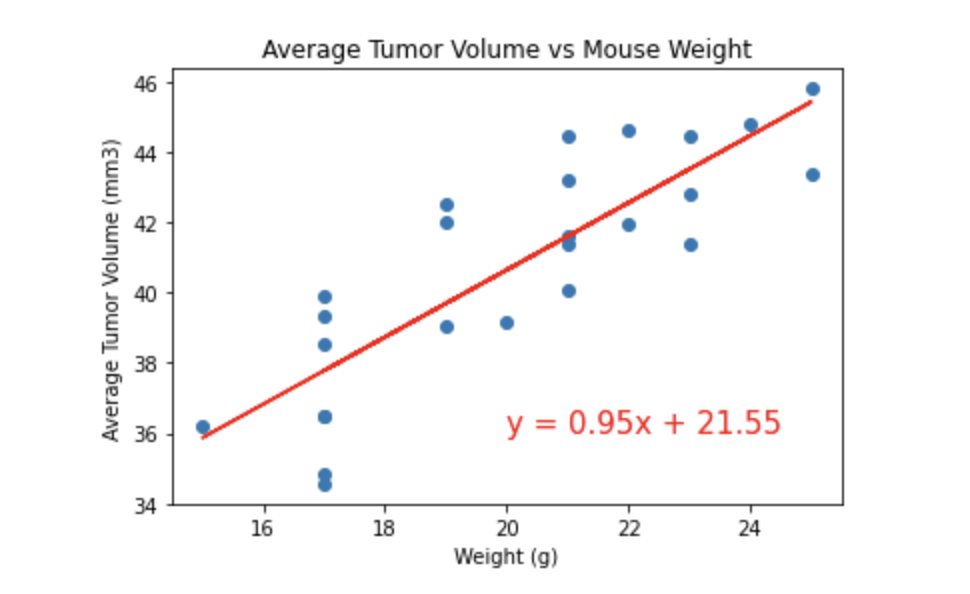 Average Tumor Volume vs Mouse Weight
46
44
42
40
38
36
34
Average Tumor Volume (mm3)
y = 0.95x + 21.55
16 18 20 22 24
Weight (g)